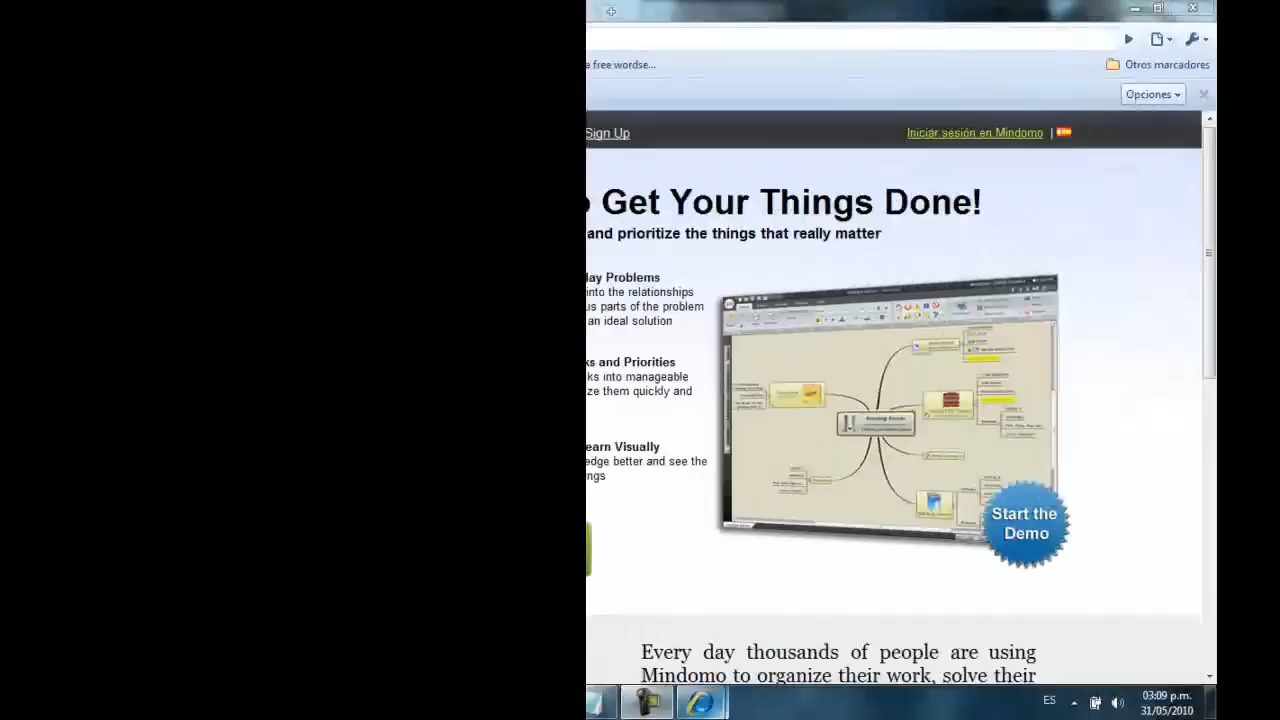 e free wordse...
Otros marcadores
Opciones
Sign Up
Iniciar sesión en Mindomo |
Get Your Things Done!
and prioritize the things that really matter
lay Problems
into the relationships
us parts of the problem
an ideal solution
ks and Priorities
ks into manageable
ize them quickly and
earn Visually
edge better and see the
ngs
Start the
Demo
Every day thousands of people are using
Mindomo to organize their work, solve their
ES
03:09 p.m.
31/05/2010